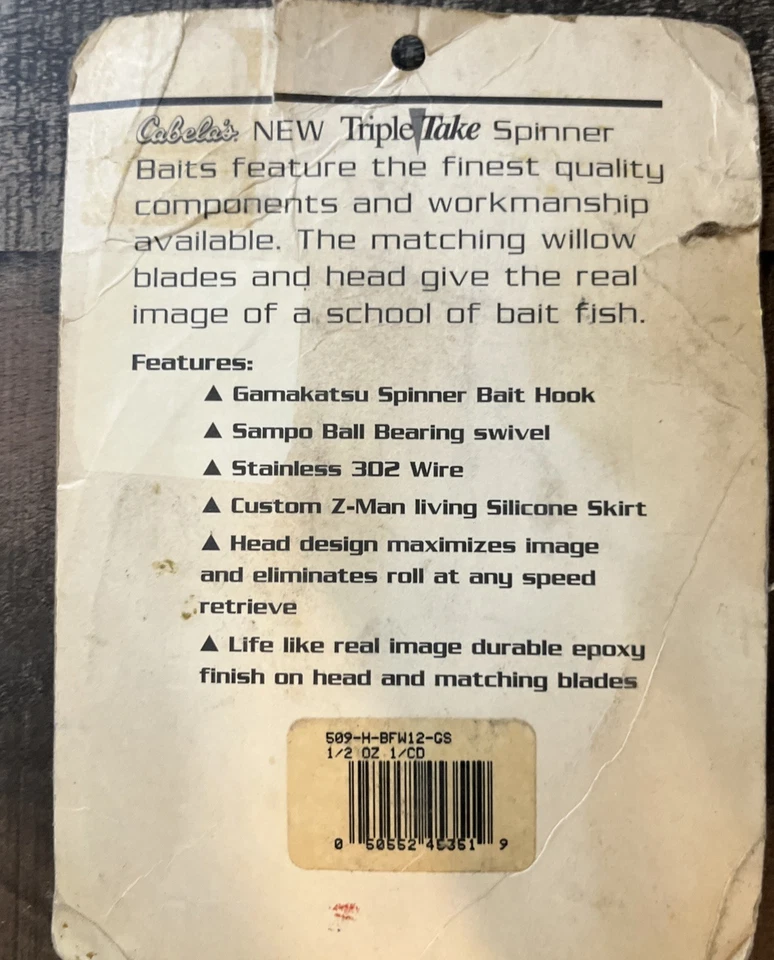 Cabela's NEW Triple Take Spinner
Baits feature the finest quality
components and workmanship
available. The matching willow
blades and head give the real
image of a school of bait fish.
Features:
▲ Gamakatsu Spinner Bait Hook
▲ Sampo Ball Bearing swivel
▲ Stainless 302 Wire
▲ Custom Z-Man living Silicone Skirt
▲ Head design maximizes image
and eliminates roll at any speed
retrieve
▲ Life like real image durable epoxy
finish on head and matching blades
509-H-BFW12-GS
1/2 OZ 1/CD
0 50552 45351 9